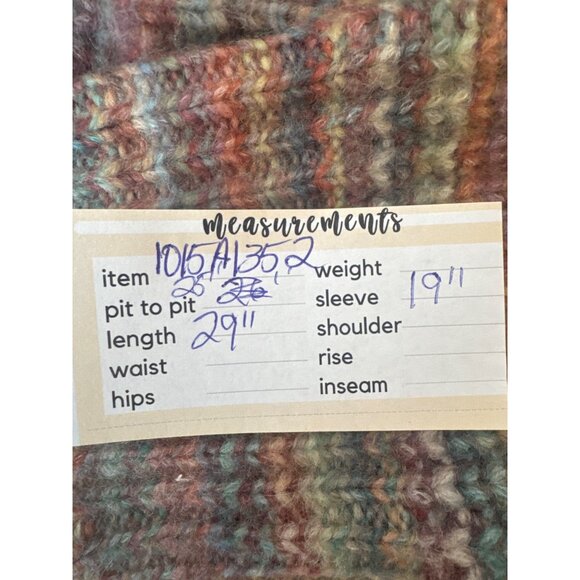 measurements
item 1015A1352 weight
pit to pit 25" sleeve 19"
length 29" shoulder
waist rise
hips inseam